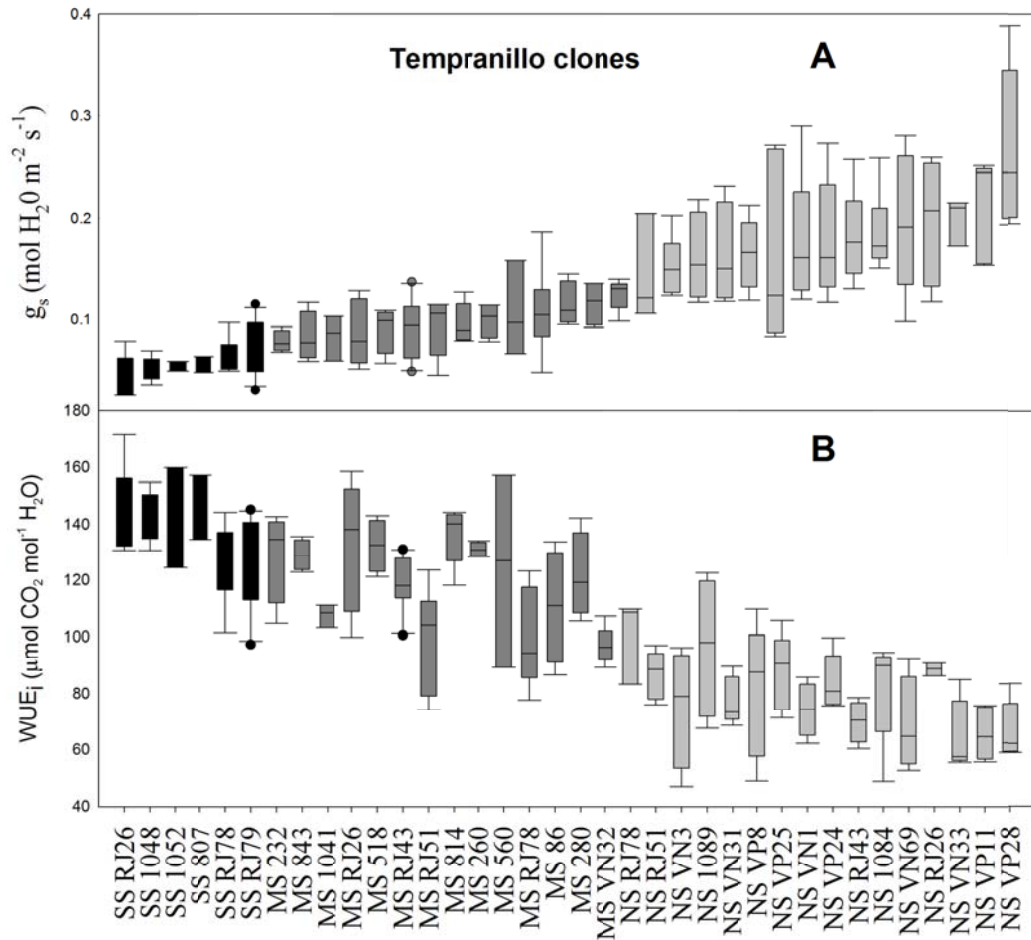 Tempranillo clones
A
gs (mol H20 m-2 s-1)
0.4
0.3
0.2
0.1
B
WUEi (µmol CO2 mol-1 H2O)
180
160
140
120
100
80
60
40
SS RJ26
SS 1048
SS 1052
SSS 807
SS RJ78
SS RJ79
MS 232
MS 843
MS 1041
MS RJ26
MS 518
MS RJ43
MS RJ51
MS 814
MS 260
MS 560
MS RJ78
MS 86
MS 280
MS VN32
NS RJ78
NS RJ51
NS VN3
NS 1089
NS VN31
NS VP8
NS VP25
NS VN1
NS VP24
NS RJ43
NS 1084
NS VN69
NS RJ26
NS VN33
NS VP11
NS VP28